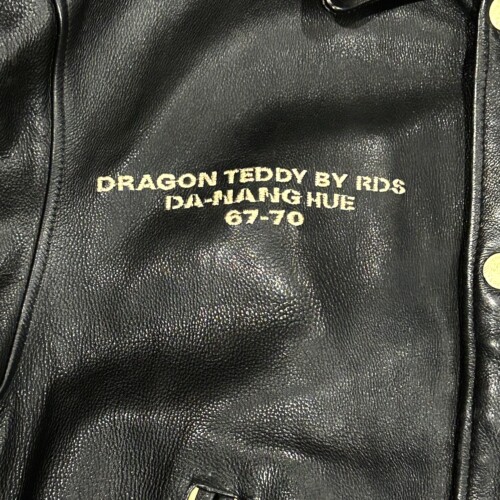 DRAGON TEDDY BY RDS
DA-NANG HUE
67-70